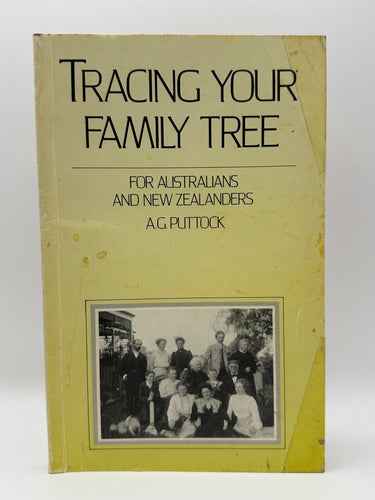 TRACING YOUR
FAMILY TREE
FOR AUSTRALIANS
AND NEW ZEALANDERS
A.G. PUTTOCK